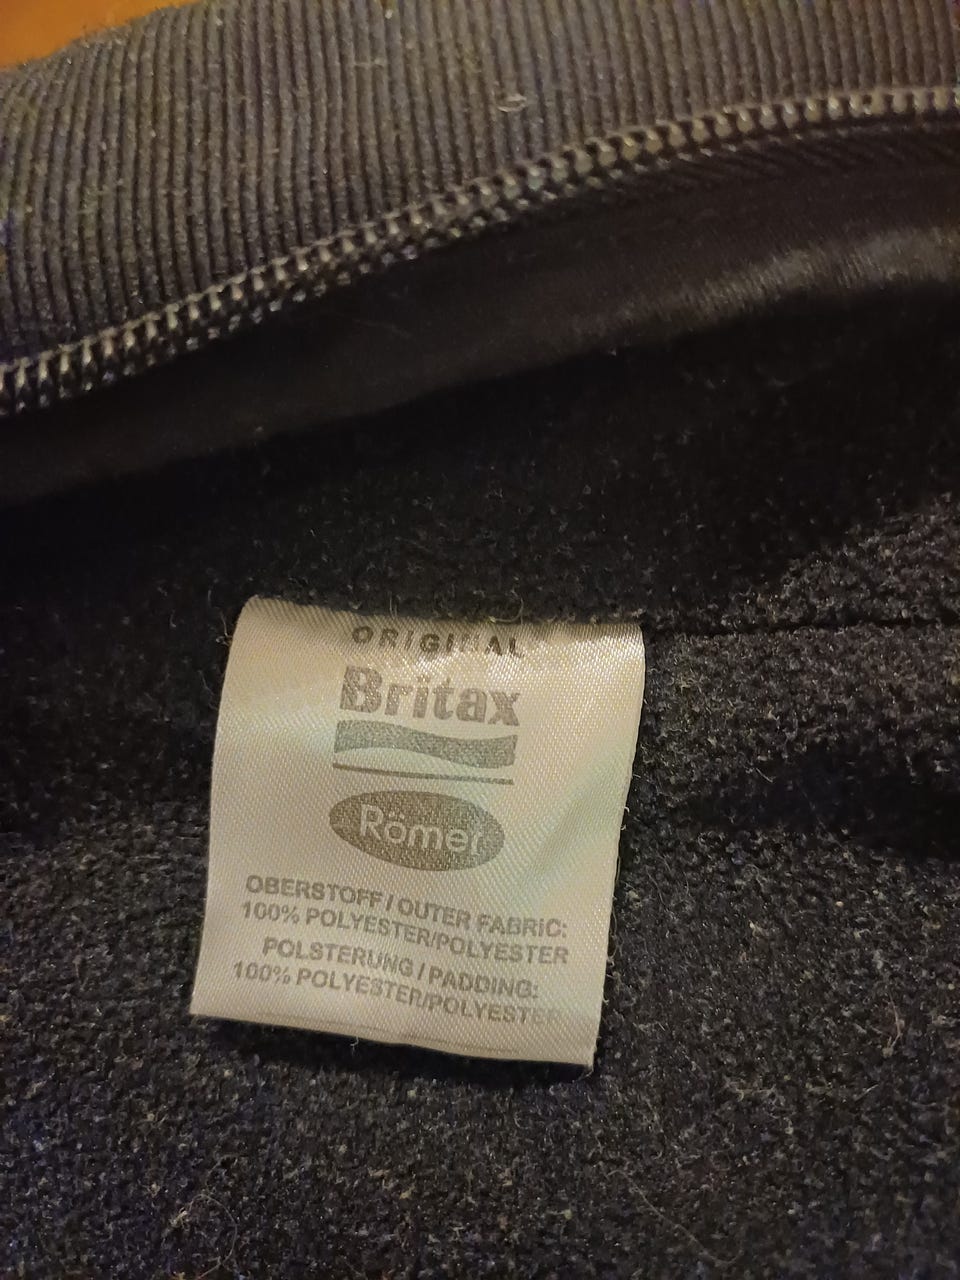 ORIGINAL
Britax
Römer
OBERSTOFF / OUTER FABRIC:
100% POLYESTER/POLYESTER
POLSTERUNG / PADDING:
100% POLYESTER/POLYESTER